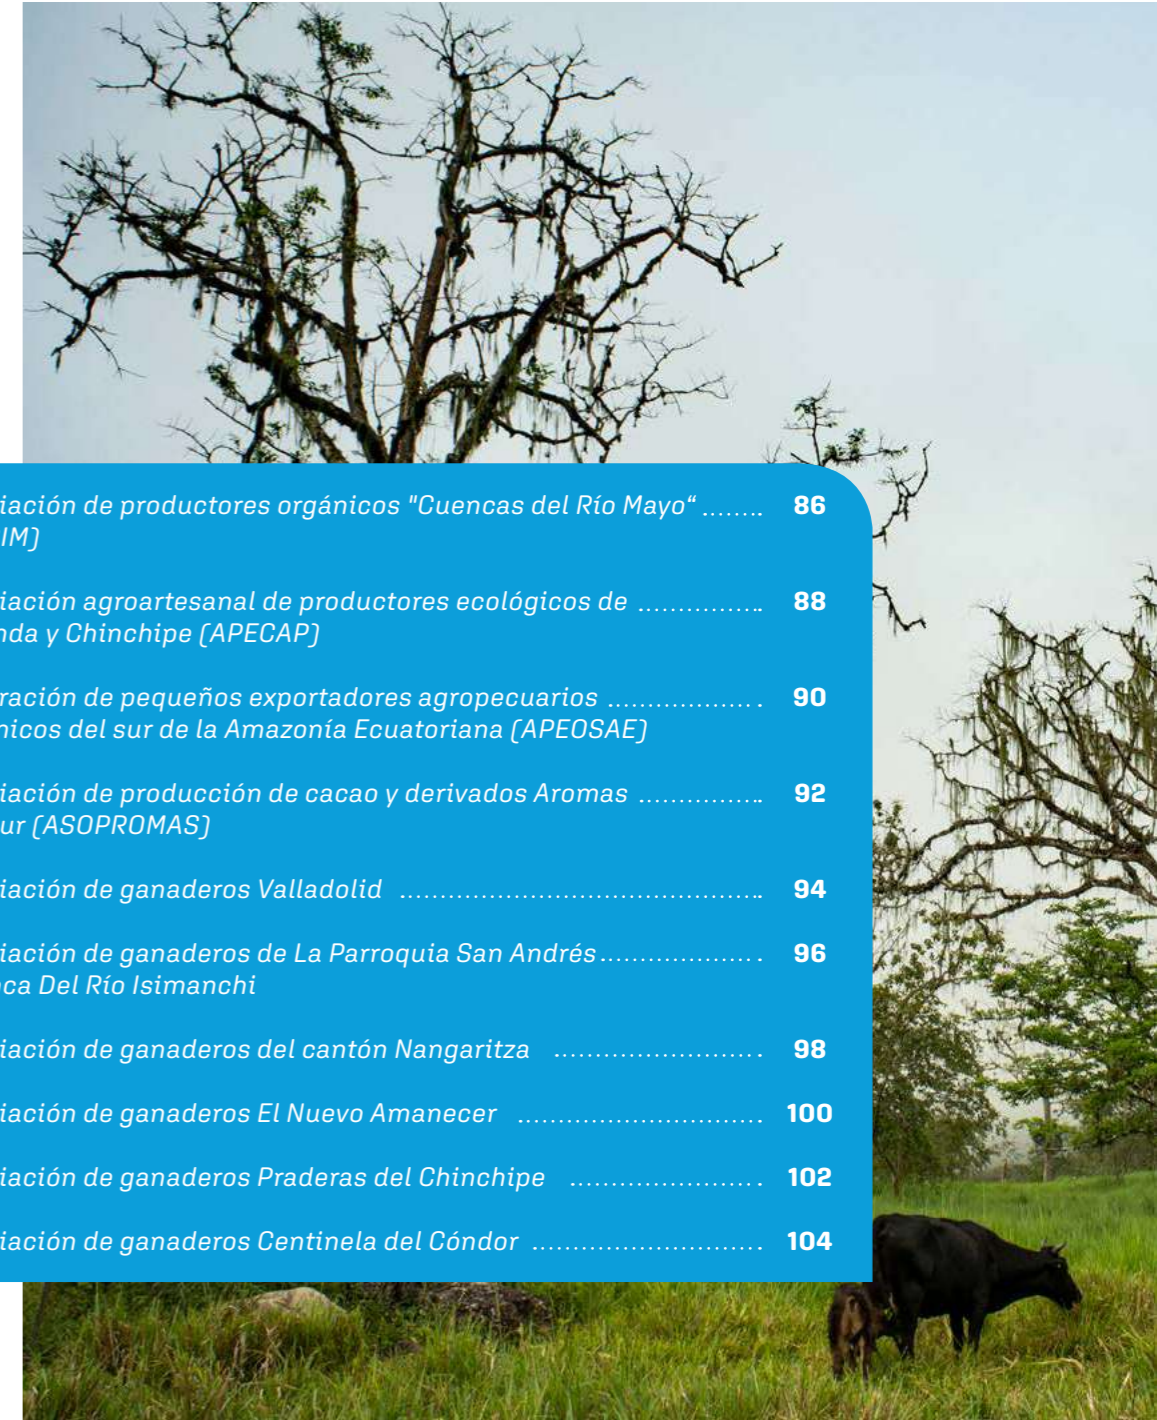 iación de productores orgánicos "Cuencas del Río Mayo“ ........ 86
IM)
iación agroartesanal de productores ecológicos de ............... 88
nda y Chinchipe (APECAP)
ración de pequeños exportadores agropecuarios ................... 90
nicos del sur de la Amazonía Ecuatoriana (APEOSAE)
iación de producción de cacao y derivados Aromas ............... 92
ur (ASOPROMAS)
iación de ganaderos Valladolid ............................................. 94
iación de ganaderos de La Parroquia San Andrés .................... 96
nca Del Río Isimanchi
iación de ganaderos del cantón Nangaritza .......................... 98
iación de ganaderos El Nuevo Amanecer .............................. 100
iación de ganaderos Praderas del Chinchipe ........................ 102
iación de ganaderos Centinela del Cóndor ............................ 104